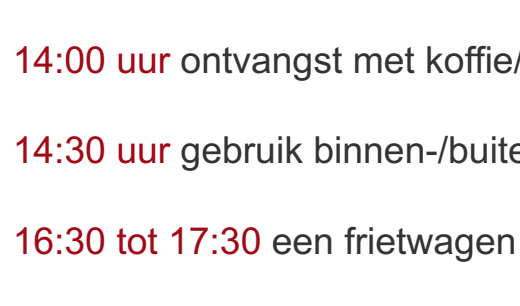 14:00 uur ontvangst met koffie/
14:30 uur gebruik binnen-/buite
16:30 tot 17:30 een frietwagen